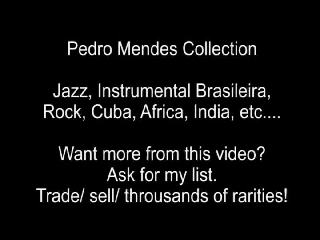 Pedro Mendes Collection
Jazz, Instrumental Brasileira,
Rock, Cuba, Africa, India, etc....
Want more from this video?
Ask for my list.
Trade/ sell/ throusands of rarities!